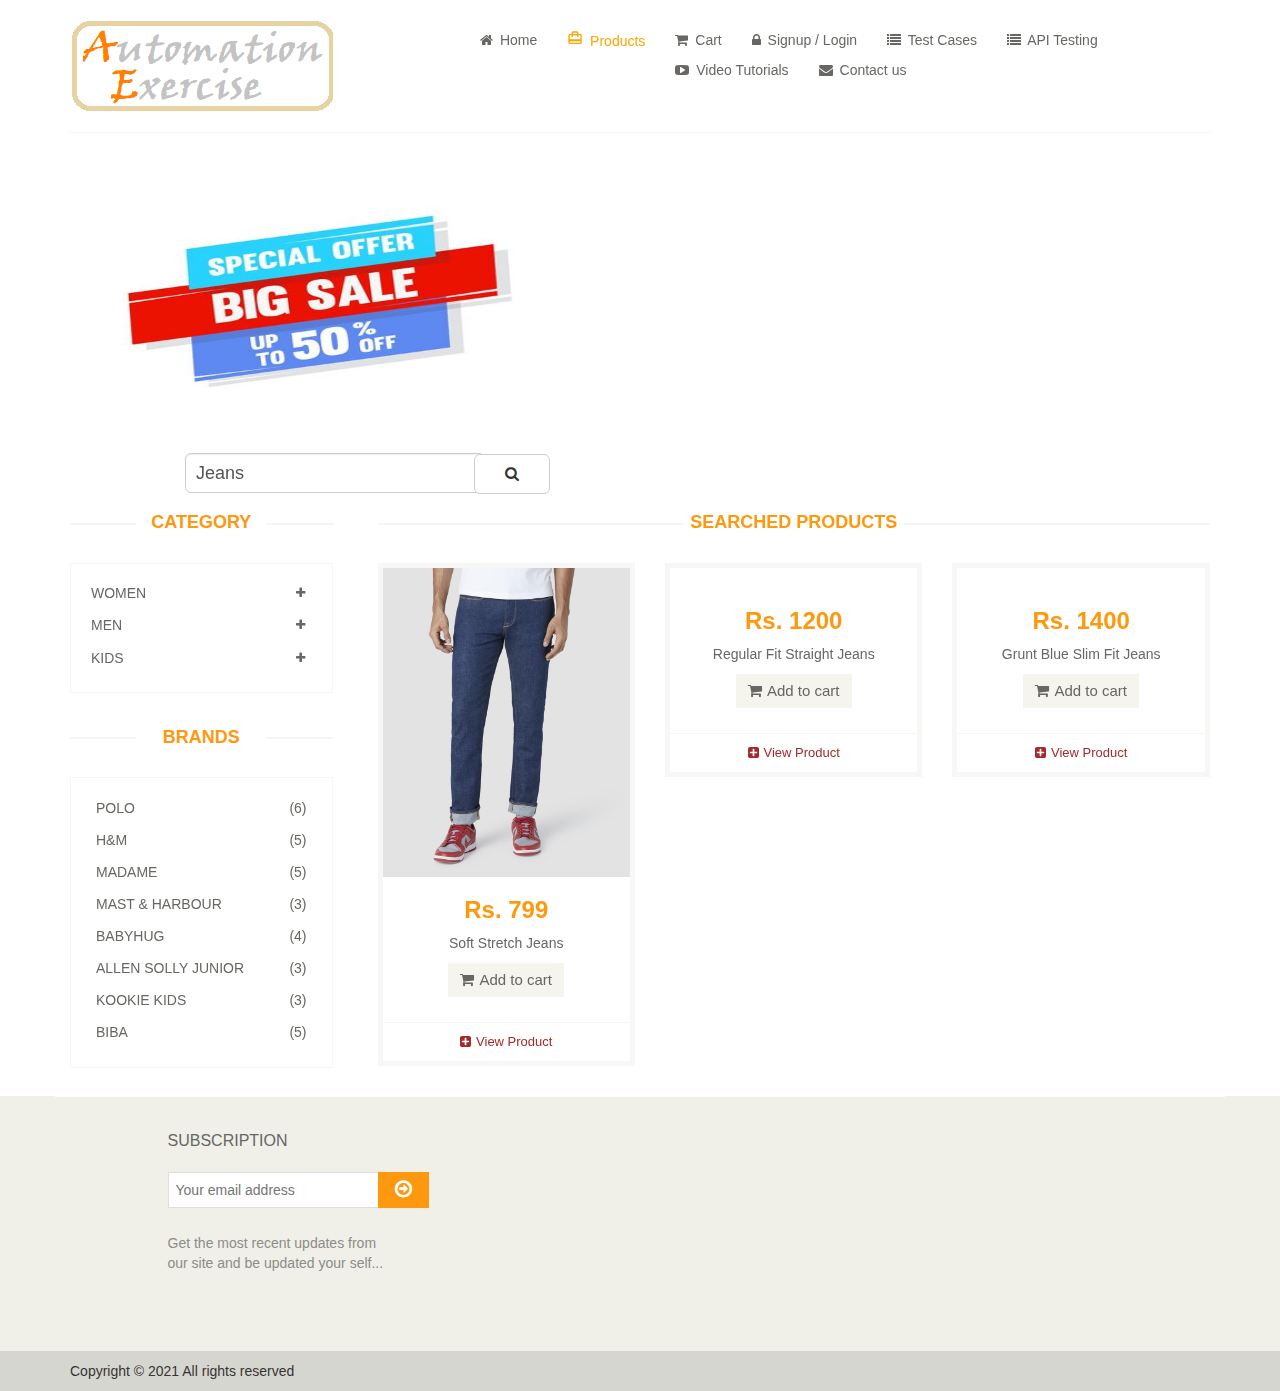 Automation
Exercise
Home
Products
Cart
Signup / Login
Test Cases
API Testing
Video Tutorials
Contact us
SPECIAL OFFER
BIG SALE
UP TO 50% OFF
Jeans
CATEGORY
WOMEN
MEN
KIDS
BRANDS
POLO (6)
H&M (5)
MADAME (5)
MAST & HARBOUR (3)
BABYHUG (4)
ALLEN SOLLY JUNIOR (3)
KOOKIE KIDS (3)
BIBA (5)
SEARCHED PRODUCTS
Rs. 799
Soft Stretch Jeans
Add to cart
View Product
Rs. 1200
Regular Fit Straight Jeans
Add to cart
View Product
Rs. 1400
Grunt Blue Slim Fit Jeans
Add to cart
View Product
SUBSCRIPTION
Your email address
Get the most recent updates from
our site and be updated your self...
Copyright © 2021 All rights reserved